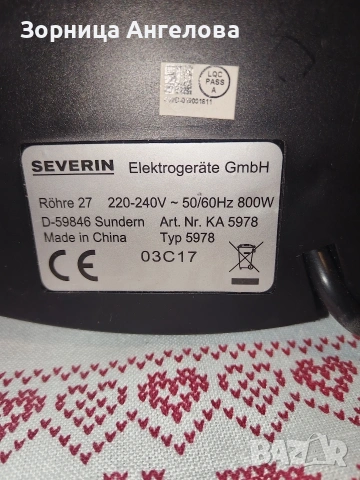 Зорница Ангелова
LQC
PASS
A
SEVERIN Elektrogeräte GmbH
Röhre 27 220-240V ~ 50/60Hz 800W
D-59846 Sundern Art. Nr. KA 5978
Made in China Typ 5978
CE 03C17
BAZAR